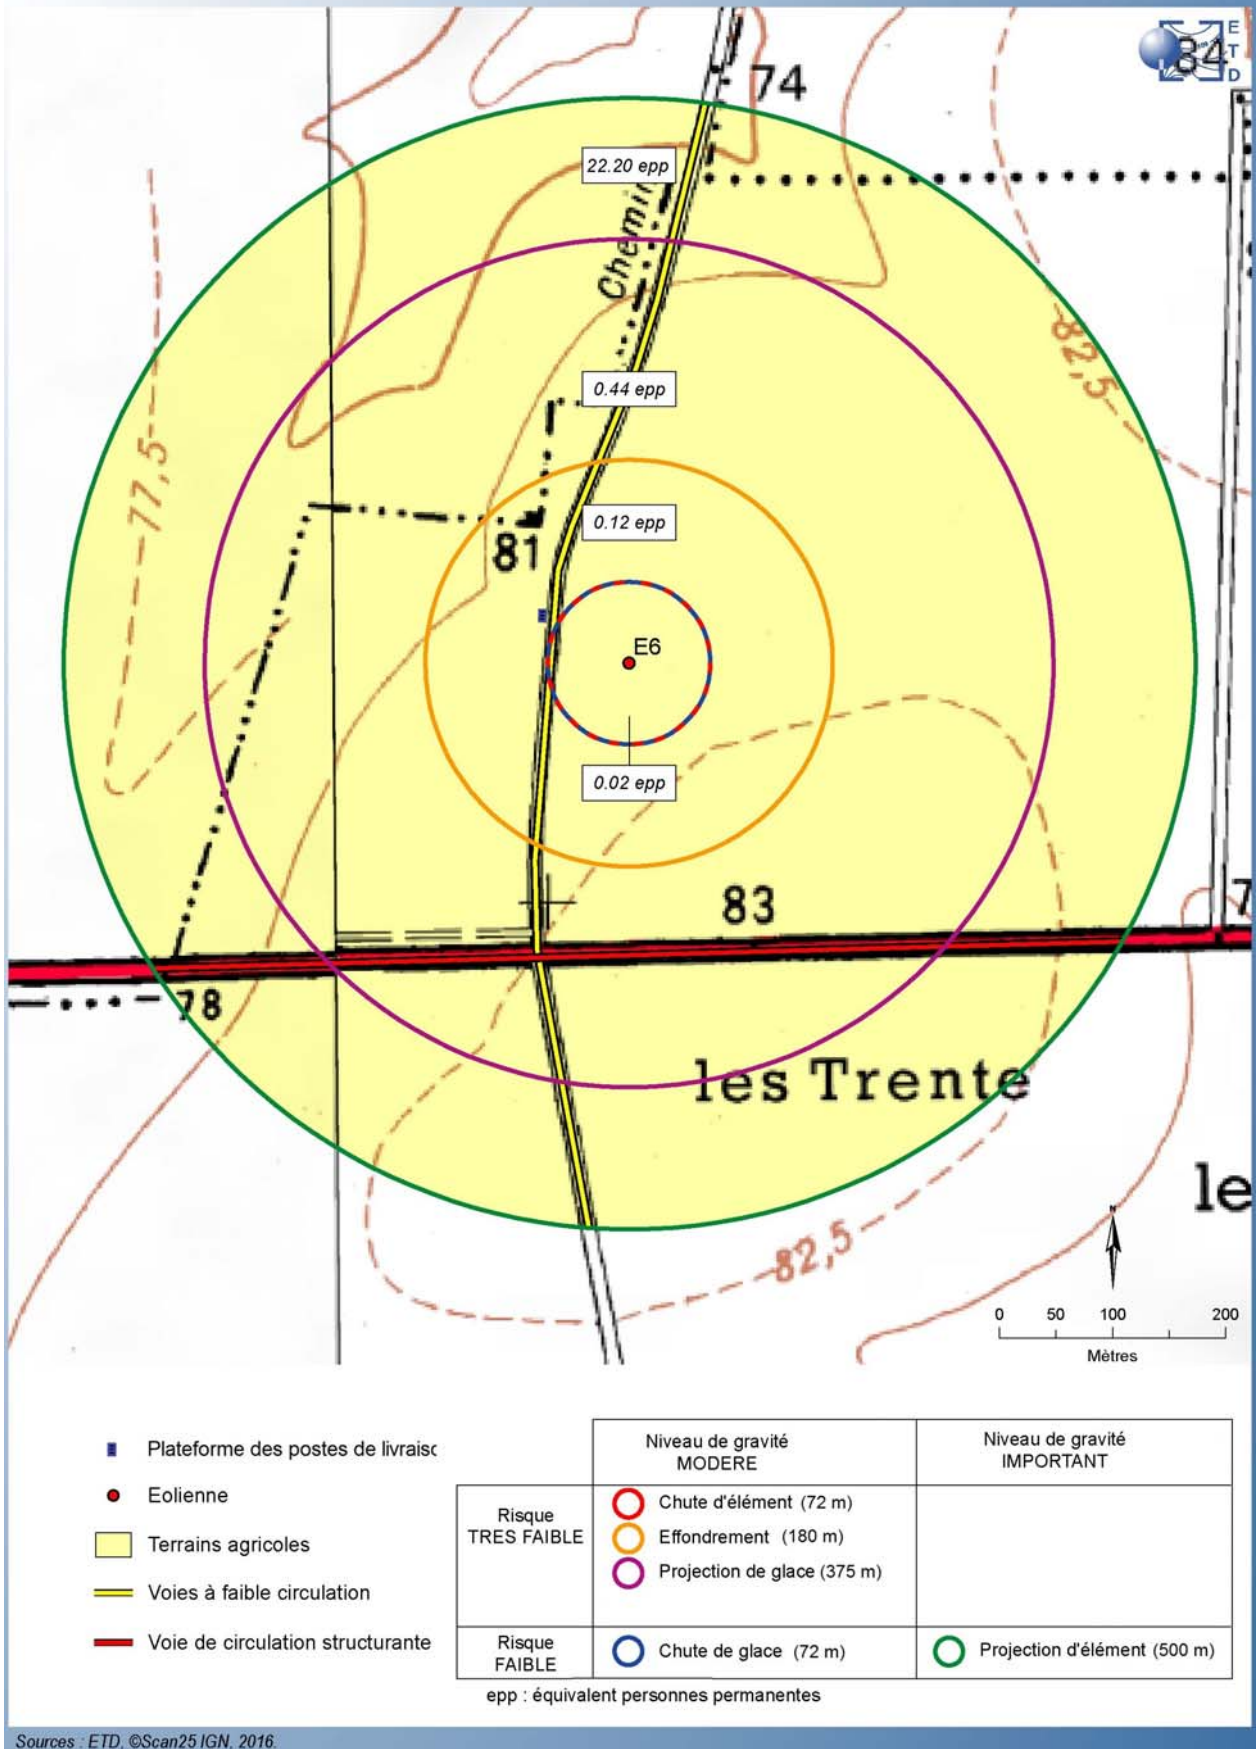 E
T
D
84
74
22.20 epp
Chemin
82,5
0.44 epp
77,5
0.12 epp
81
E6
0.02 epp
83
7
78
les Trente
le
82,5
N
0 50 100 200
Mètres
Plateforme des postes de livraiso
Eolienne
Terrains agricoles
Voies à faible circulation
Voie de circulation structurante
Niveau de gravité
MODERE
Niveau de gravité
IMPORTANT
Risque
TRES FAIBLE
Chute d'élément (72 m)
Effondrement (180 m)
Projection de glace (375 m)
Risque
FAIBLE
Chute de glace (72 m)
Projection d'élément (500 m)
epp : équivalent personnes permanentes
Sources : ETD, ©Scan25 IGN, 2016.